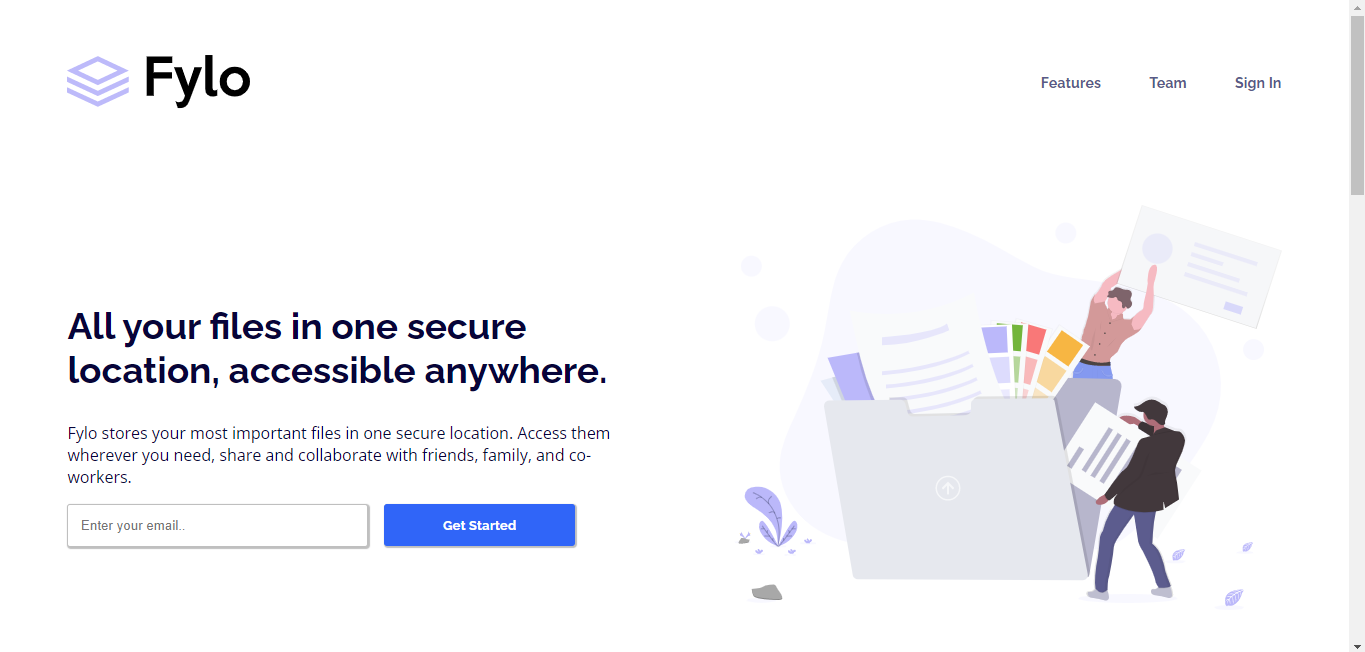 Fylo
Features
Team
Sign In
All your files in one secure
location, accessible anywhere.
Fylo stores your most important files in one secure location. Access them
wherever you need, share and collaborate with friends, family, and co-
workers.
Enter your email..
Get Started